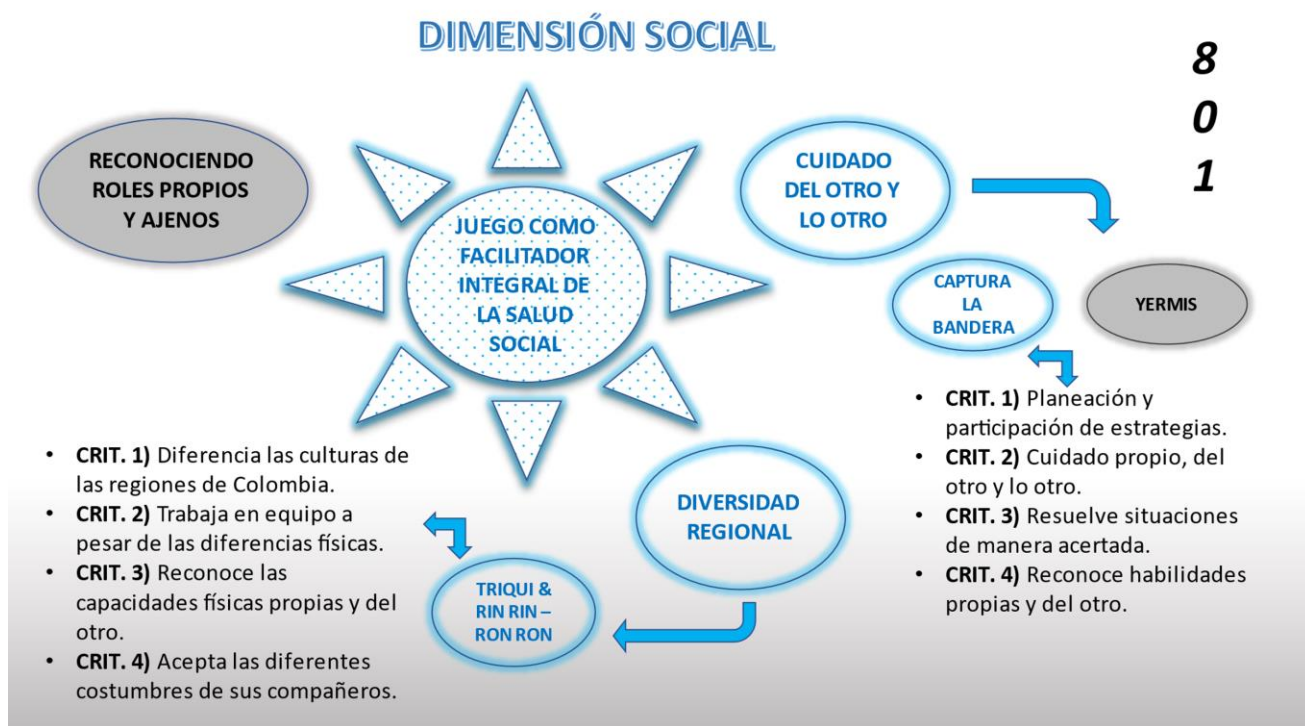 DIMENSIÓN SOCIAL
8
0
1
RECONOCIENDO
ROLES PROPIOS
Y AJENOS
JUEGO COMO
FACILITADOR
INTEGRAL DE
LA SALUD
SOCIAL
CUIDADO
DEL OTRO Y
LO OTRO
CAPTURA
LA
BANDERA
YERMIS
• CRIT. 1) Planeación y
participación de estrategias.
• CRIT. 2) Cuidado propio, del
otro y lo otro.
• CRIT. 3) Resuelve situaciones
de manera acertada.
• CRIT. 4) Reconoce habilidades
propias y del otro.
DIVERSIDAD
REGIONAL
TRIQUI &
RIN RIN –
RON RON
• CRIT. 1) Diferencia las culturas de
las regiones de Colombia.
• CRIT. 2) Trabaja en equipo a
pesar de las diferencias físicas.
• CRIT. 3) Reconoce las
capacidades físicas propias y del
otro.
• CRIT. 4) Acepta las diferentes
costumbres de sus compañeros.